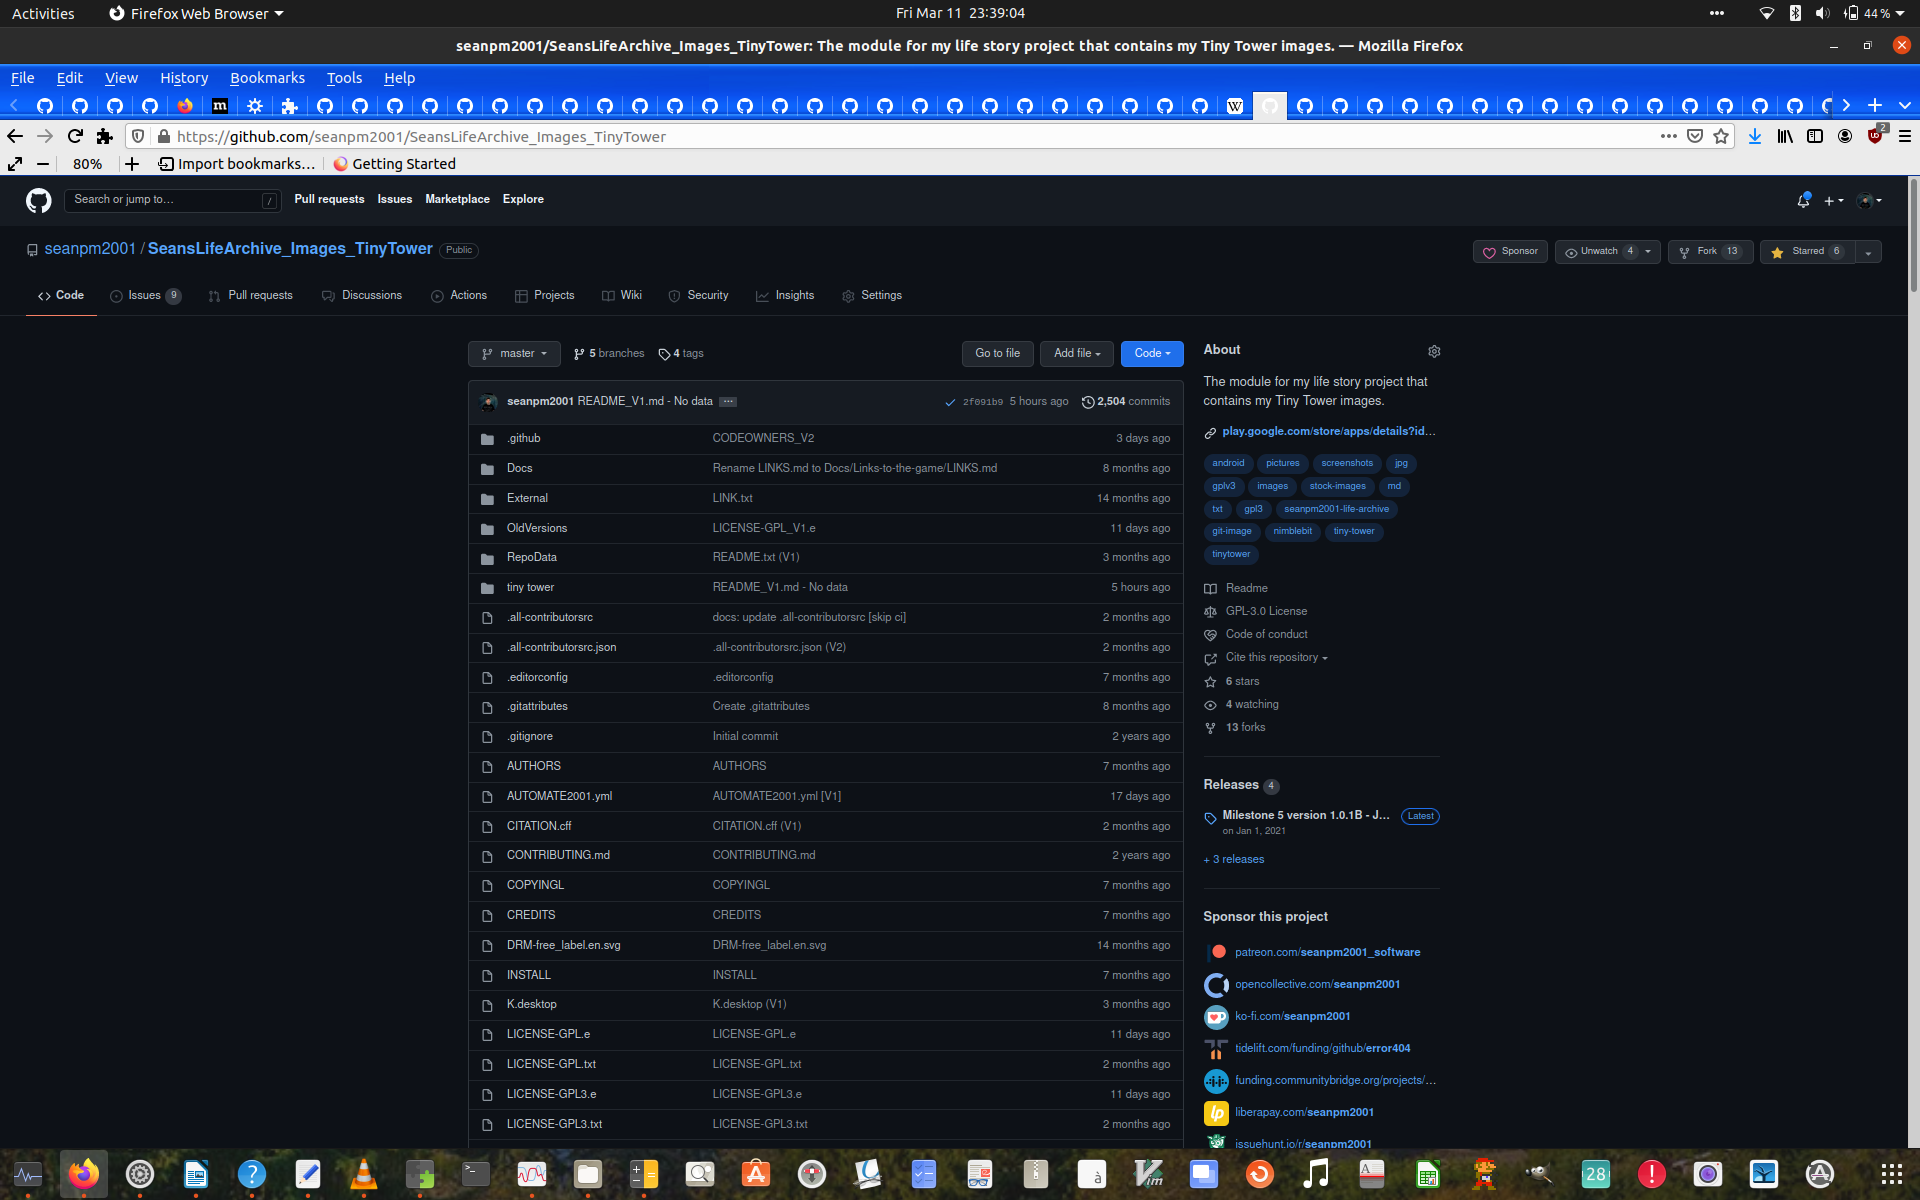 Activities Firefox Web Browser Fri Mar 11 23:39:04 44 %
seanpm2001/SeansLifeArchive_Images_TinyTower: The module for my life story project that contains my Tiny Tower images. — Mozilla Firefox
File Edit View History Bookmarks Tools Help
https://github.com/seanpm2001/SeansLifeArchive_Images_TinyTower 2
80% Import bookmarks... Getting Started
Search or jump to... / Pull requests Issues Marketplace Explore
seanpm2001 / SeansLifeArchive_Images_TinyTower Public Sponsor Unwatch 4 Fork 13 Starred 6
Code Issues 9 Pull requests Discussions Actions Projects Wiki Security Insights Settings
master 5 branches 4 tags Go to file Add file Code
seanpm2001 README_V1.md - No data ... 2f091b9 5 hours ago 2,504 commits
.github CODEOWNERS_V2 3 days ago
Docs Rename LINKS.md to Docs/Links-to-the-game/LINKS.md 8 months ago
External LINK.txt 14 months ago
OldVersions LICENSE-GPL_V1.e 11 days ago
RepoData README.txt (V1) 3 months ago
tiny tower README_V1.md - No data 5 hours ago
.all-contributorsrc docs: update .all-contributorsrc [skip ci] 2 months ago
.all-contributorsrc.json .all-contributorsrc.json (V2) 2 months ago
.editorconfig .editorconfig 7 months ago
.gitattributes Create .gitattributes 8 months ago
.gitignore Initial commit 2 years ago
AUTHORS AUTHORS 7 months ago
AUTOMATE2001.yml AUTOMATE2001.yml [V1] 17 days ago
CITATION.cff CITATION.cff (V1) 2 months ago
CONTRIBUTING.md CONTRIBUTING.md 2 years ago
COPYINGL COPYINGL 7 months ago
CREDITS CREDITS 7 months ago
DRM-free_label.en.svg DRM-free_label.en.svg 14 months ago
INSTALL INSTALL 7 months ago
K.desktop K.desktop (V1) 3 months ago
LICENSE-GPL.e LICENSE-GPL.e 11 days ago
LICENSE-GPL.txt LICENSE-GPL.txt 2 months ago
LICENSE-GPL3.e LICENSE-GPL3.e 11 days ago
LICENSE-GPL3.txt LICENSE-GPL3.txt 2 months ago
About
The module for my life story project that
contains my Tiny Tower images.
play.google.com/store/apps/details?id...
android pictures screenshots jpg
gplv3 images stock-images md
txt gpl3 seanpm2001-life-archive
git-image nimblebit tiny-tower
tinytower
Readme
GPL-3.0 License
Code of conduct
Cite this repository
6 stars
4 watching
13 forks
Releases 4
Milestone 5 version 1.0.1B - J... Latest
on Jan 1, 2021
+ 3 releases
Sponsor this project
patreon.com/seanpm2001_software
opencollective.com/seanpm2001
ko-fi.com/seanpm2001
tidelift.com/funding/github/error404
funding.communitybridge.org/projects/...
liberapay.com/seanpm2001
issuehunt.io/r/seanpm2001
28